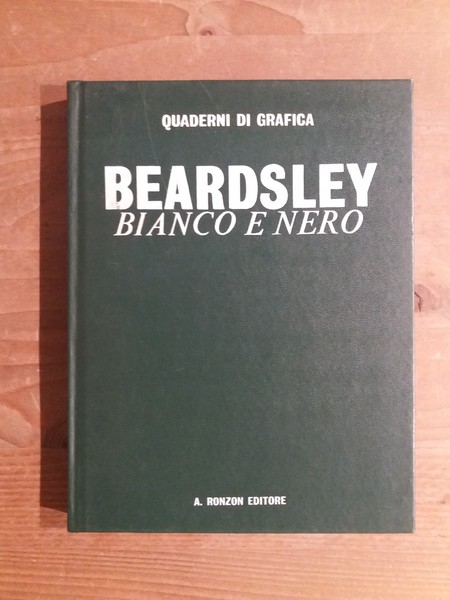 QUADERNI DI GRAFICA
BEARDSLEY
BIANCO E NERO
A. RONZON EDITORE